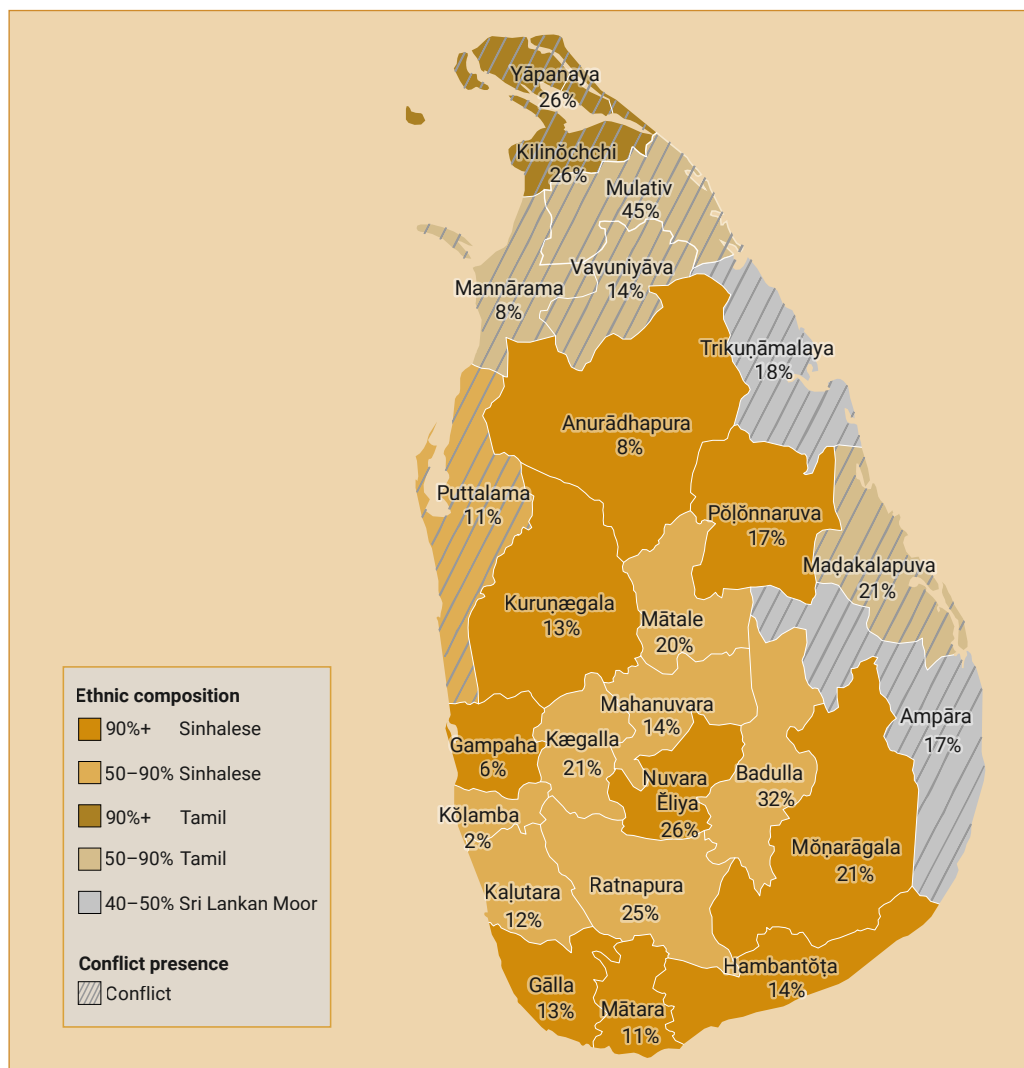 Yāpanaya
26%
Kilinŏchchi
26%
Mulativ
45%
Vavuniyāva
14%
Mannārama
8%
Trikuṇāmalaya
18%
Anurādhapura
8%
Puttalama
11%
Pŏḷŏnnaruva
17%
Maḍakalapuva
21%
Kuruṇægala
13%
Mātale
20%
Mahanuvara
14%
Ampāra
17%
Gampaha
6%
Kægalla
21%
Nuvara
Ĕliya
26%
Badulla
32%
Kŏḷamba
2%
Mŏṇarāgala
21%
Kaḷutara
12%
Ratnapura
25%
Hambantŏṭa
14%
Gālla
13%
Mātara
11%
Ethnic composition
90%+ Sinhalese
50–90% Sinhalese
90%+ Tamil
50–90% Tamil
40–50% Sri Lankan Moor
Conflict presence
Conflict